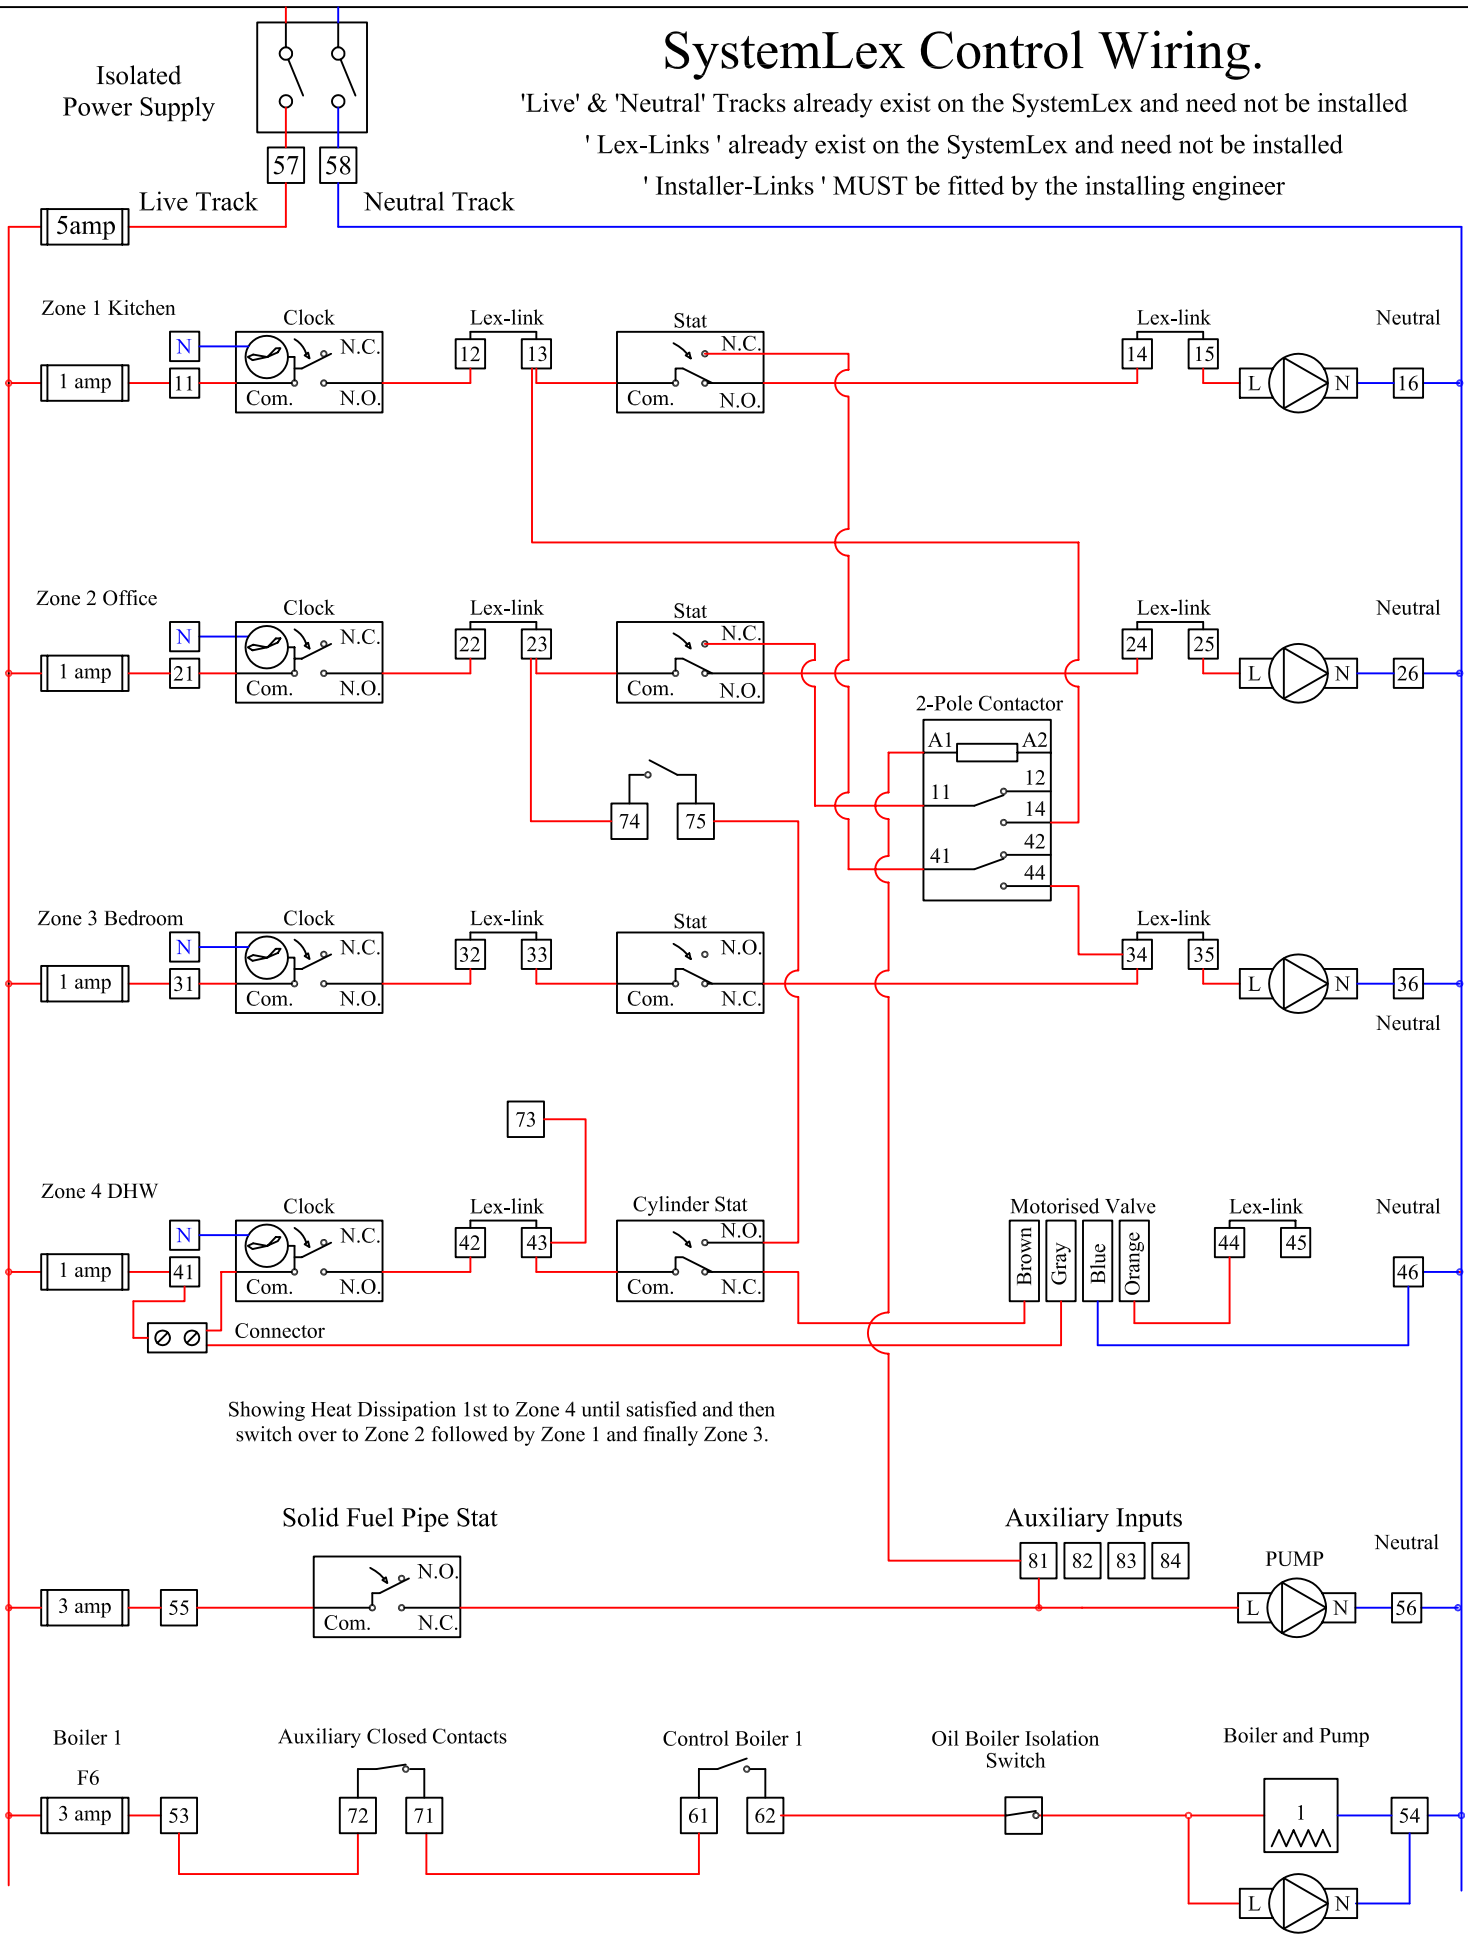 SystemLex Control Wiring.
'Live' & 'Neutral' Tracks already exist on the SystemLex and need not be installed
' Lex-Links ' already exist on the SystemLex and need not be installed
' Installer-Links ' MUST be fitted by the installing engineer
Isolated
Power Supply
57 58
Live Track Neutral Track
5amp
Zone 1 Kitchen Clock Lex-link Stat Lex-link Neutral
N N.C. 12 13 N.C. 14 15
1 amp 11 Com. N.O. Com. N.O. L N 16
Zone 2 Office Clock Lex-link Stat Lex-link Neutral
N N.C. 22 23 N.C. 24 25
1 amp 21 Com. N.O. Com. N.O. L N 26
2-Pole Contactor
A1 A2
12
11
14
74 75
42
41
44
Zone 3 Bedroom Clock Lex-link Stat Lex-link
N N.C. 32 33 N.O. 34 35
1 amp 31 Com. N.O. Com. N.C. L N 36
Neutral
73
Zone 4 DHW Clock Lex-link Cylinder Stat Motorised Valve Lex-link Neutral
N N.C. 42 43 N.O. Brown Gray Blue Orange 44 45
1 amp 41 Com. N.O. Com. N.C. 46
Connector
Showing Heat Dissipation 1st to Zone 4 until satisfied and then
switch over to Zone 2 followed by Zone 1 and finally Zone 3.
Solid Fuel Pipe Stat Auxiliary Inputs Neutral
N.O. 81 82 83 84 PUMP
3 amp 55 Com. N.C. L N 56
Boiler 1 Auxiliary Closed Contacts Control Boiler 1 Oil Boiler Isolation Boiler and Pump
Switch
F6
3 amp 53 72 71 61 62 1 54
L N